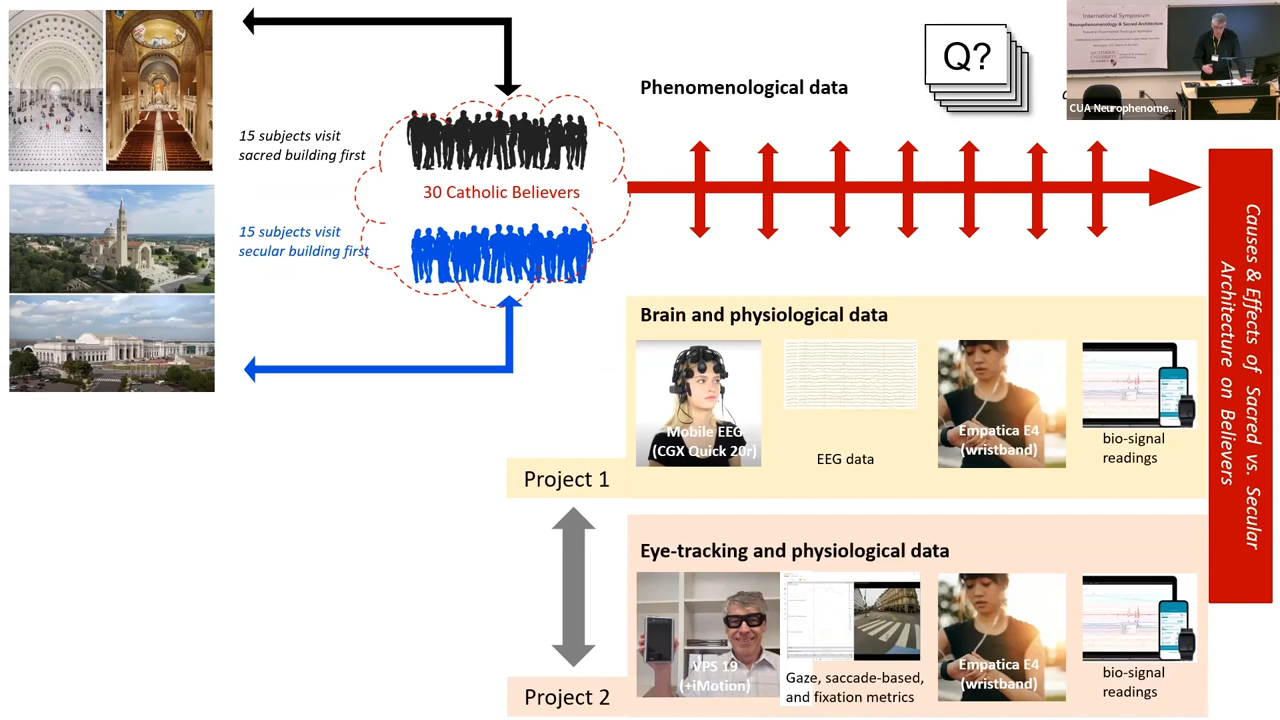 15 subjects visit
sacred building first
30 Catholic Believers
15 subjects visit
secular building first
Phenomenological data
Q?
International Symposium
Neurophenomenology & Sacred Architecture
CUA Neurophenome...
Brain and physiological data
Mobile EEG
(CGX Quick 20r)
EEG data
Empatica E4
(wristband)
bio-signal
readings
Project 1
Eye-tracking and physiological data
VPS 19
(+iMotion)
Gaze, saccade-based,
and fixation metrics
Empatica E4
(wristband)
bio-signal
readings
Project 2
Causes & Effects of Sacred vs. Secular
Architecture on Believers